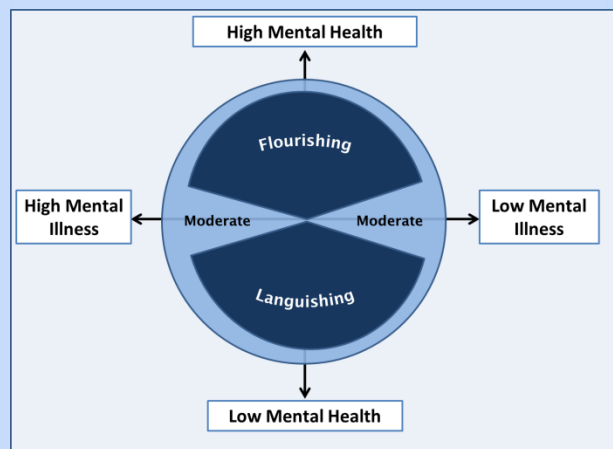 High Mental Health
Flourishing
High Mental
Illness
Moderate
Moderate
Low Mental
Illness
Languishing
Low Mental Health